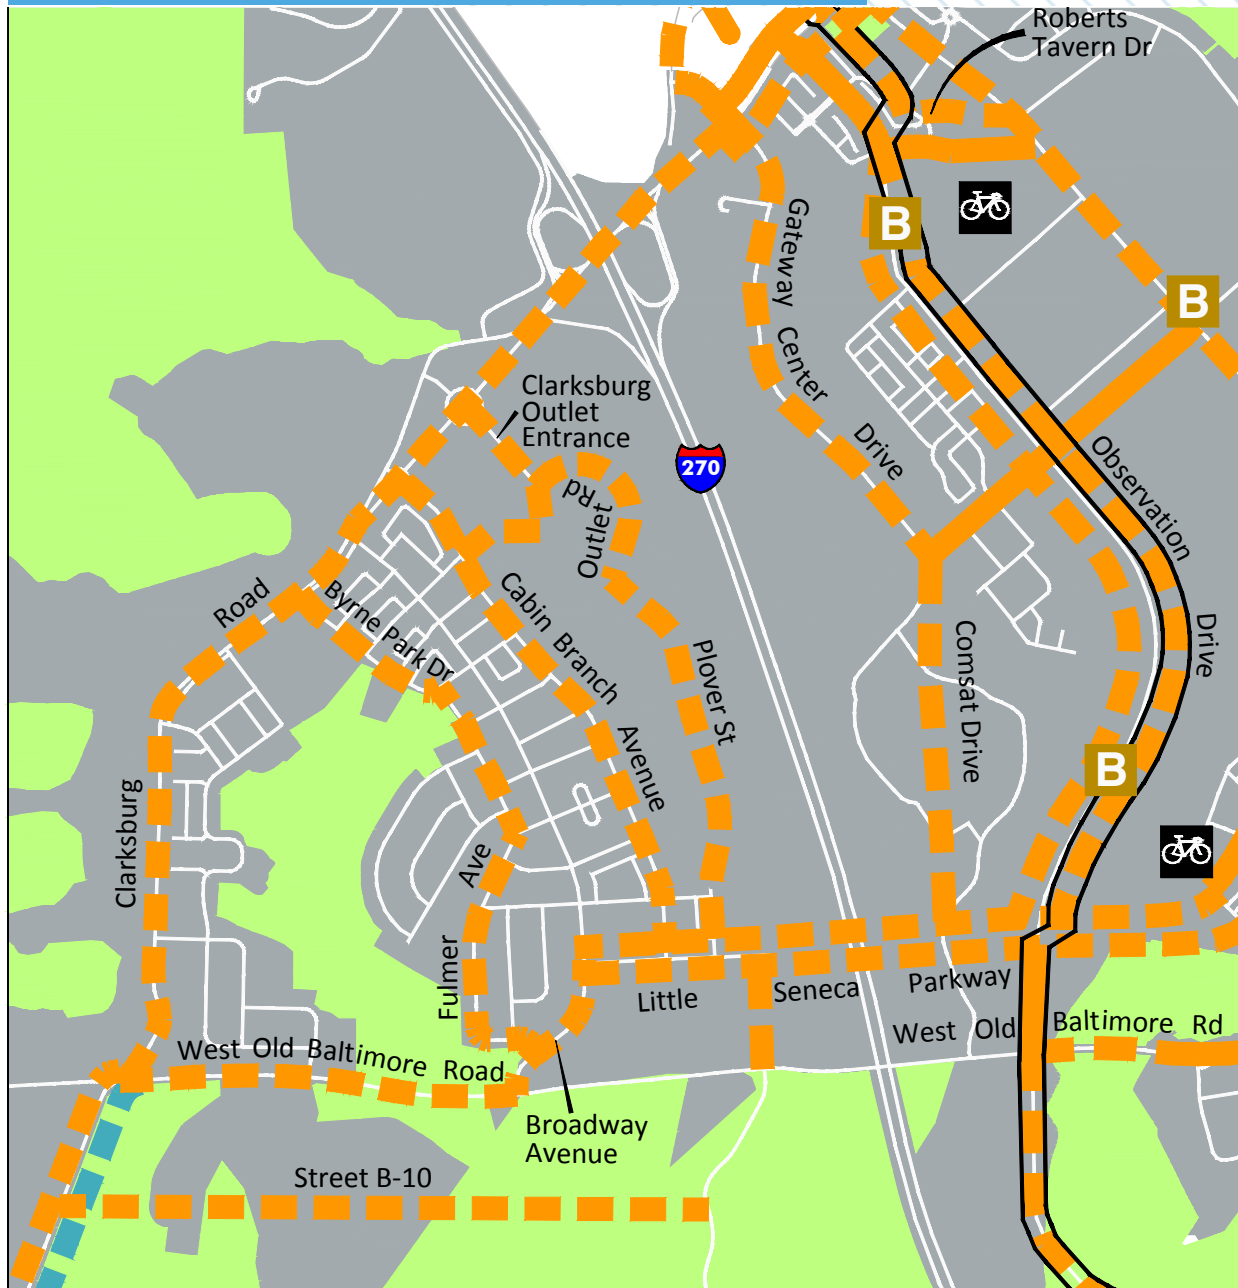 Roberts
Tavern Dr
B
Gateway Center Drive
B
Clarksburg
Outlet
Entrance
270
Outlet Rd
Observation Drive
Road
Byrne Park Dr
Cabin Branch Avenue
Plover St
Comsat Drive
B
Clarksburg
Fulmer Ave
Little Seneca Parkway
West Old Baltimore Rd
West Old Baltimore Road
Broadway
Avenue
Street B-10